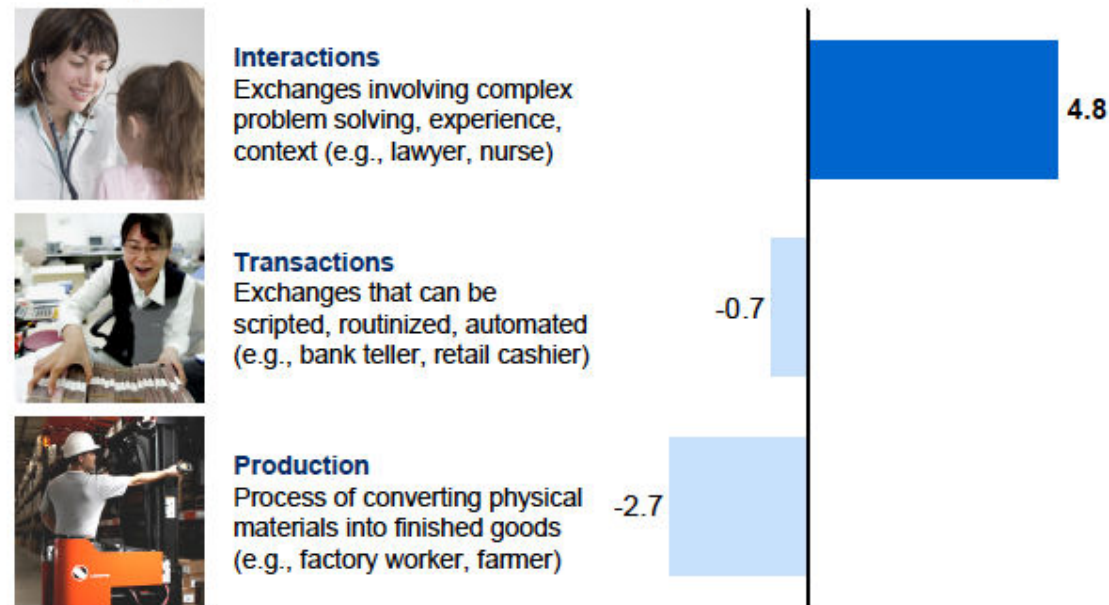 Interactions
Exchanges involving complex
problem solving, experience,
context (e.g., lawyer, nurse)
4.8
Transactions
Exchanges that can be
scripted, routinized, automated
(e.g., bank teller, retail cashier)
-0.7
Production
Process of converting physical
materials into finished goods
(e.g., factory worker, farmer)
-2.7